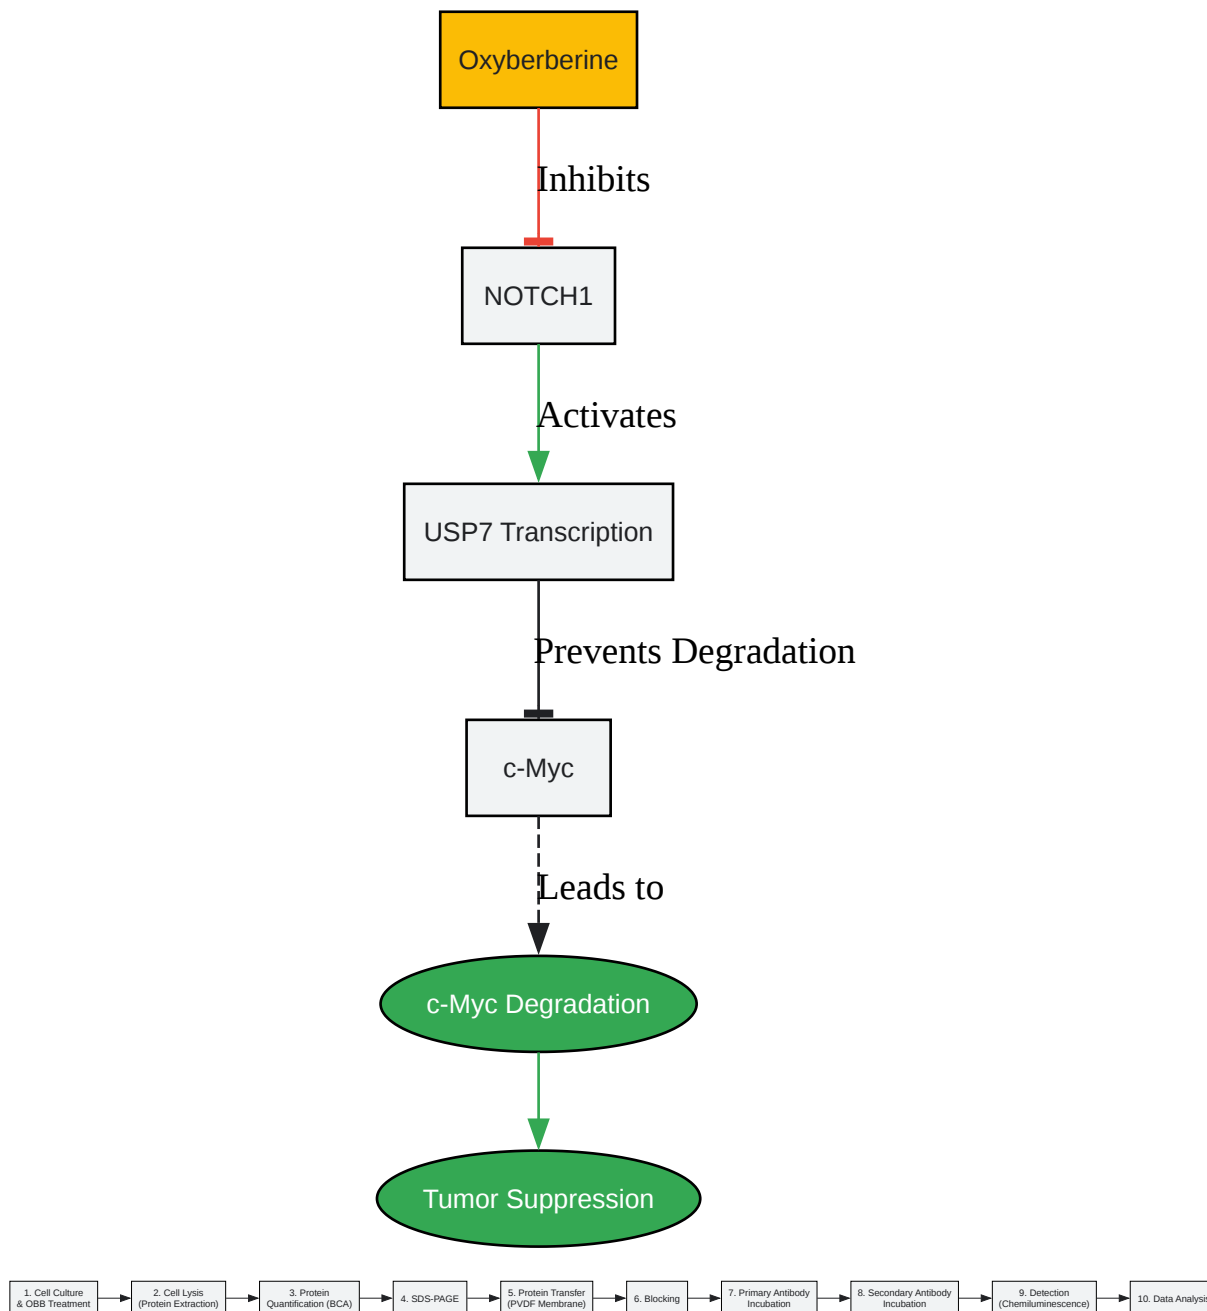 Oxyberberine
Inhibits
NOTCH1
Activates
USP7 Transcription
Prevents Degradation
c-Myc
Leads to
c-Myc Degradation
Tumor Suppression
1. Cell Culture
& OBB Treatment
2. Cell Lysis
(Protein Extraction)
3. Protein
Quantification (BCA)
4. SDS-PAGE
5. Protein Transfer
(PVDF Membrane)
6. Blocking
7. Primary Antibody
Incubation
8. Secondary Antibody
Incubation
9. Detection
(Chemiluminescence)
10. Data Analysis